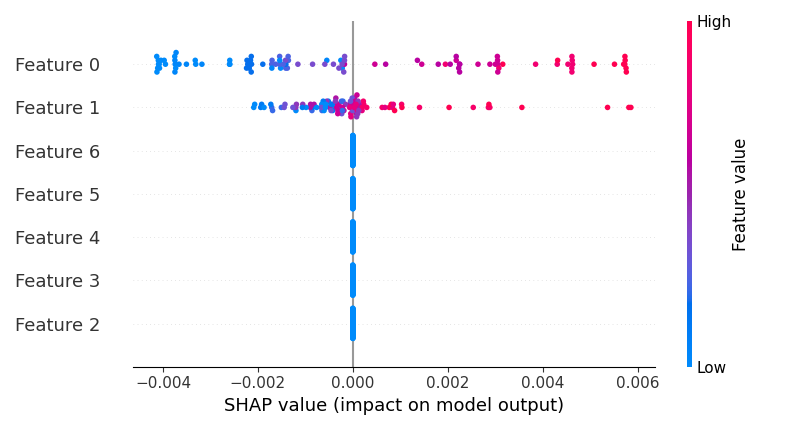 High
Feature 0
Feature 1
Feature 6
Feature 5
Feature 4
Feature 3
Feature 2
Feature value
Low
−0.004 −0.002 0.000 0.002 0.004 0.006
SHAP value (impact on model output)